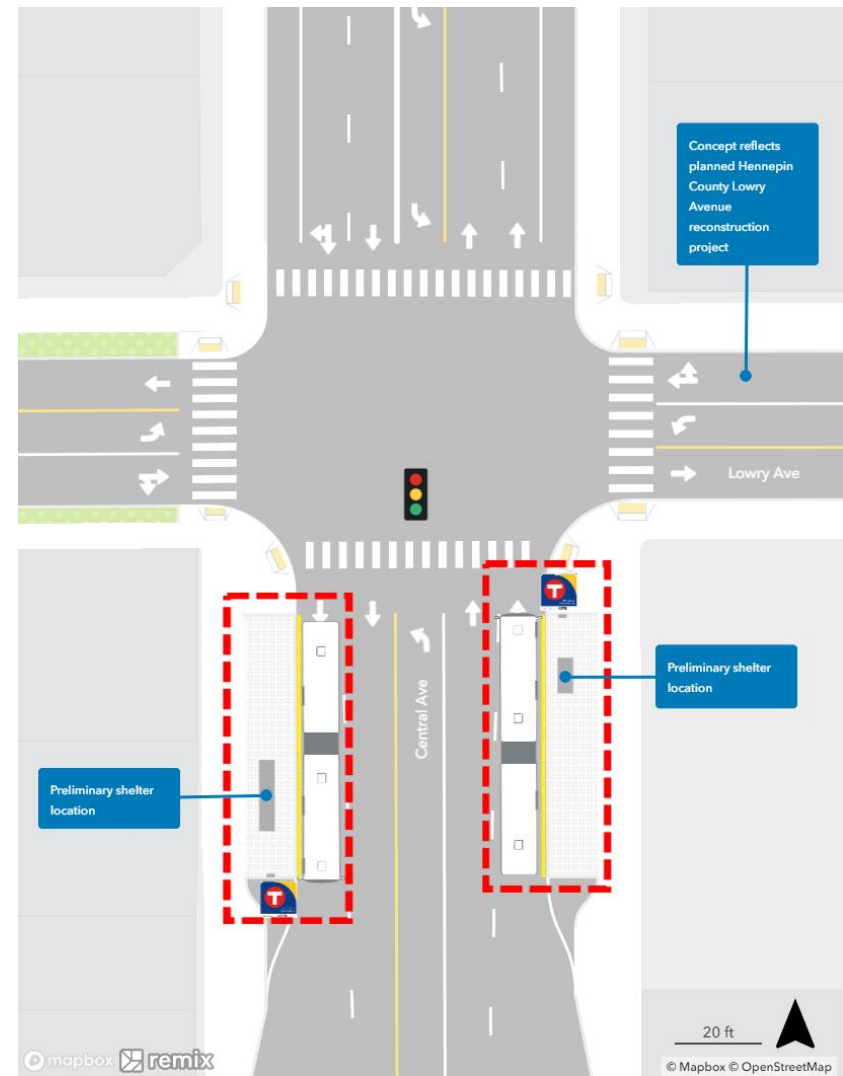 Concept reflects
planned Hennepin
County Lowry
Avenue
reconstruction
project
Lowry Ave
T
Central Ave
Preliminary shelter
location
Preliminary shelter
location
T
20 ft
mapbox remix
© Mapbox © OpenStreetMap